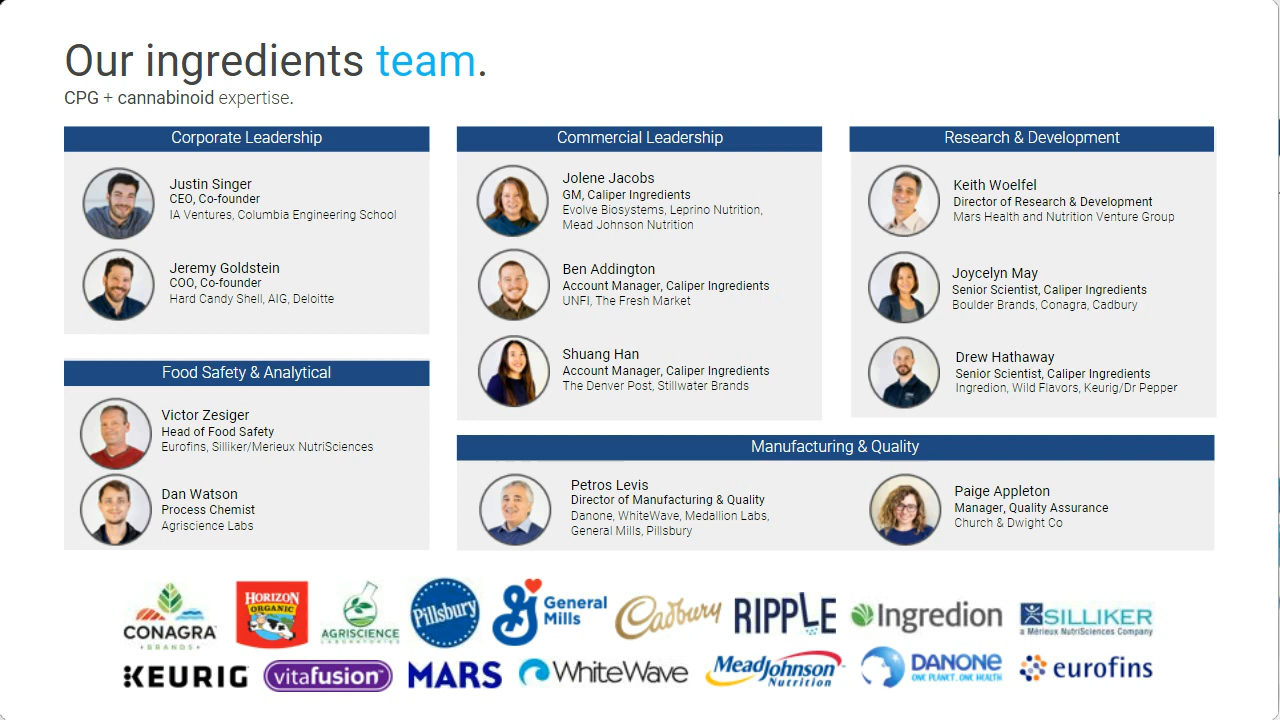 Our ingredients team.
CPG + cannabinoid expertise.
Corporate Leadership
Justin Singer
CEO, Co-founder
IA Ventures, Columbia Engineering School
Jeremy Goldstein
COO, Co-founder
Hard Candy Shell, AIG, Deloitte
Food Safety & Analytical
Victor Zesiger
Head of Food Safety
Eurofins, Silliker/Merieux NutriSciences
Dan Watson
Process Chemist
Agriscience Labs
Commercial Leadership
Jolene Jacobs
GM, Caliper Ingredients
Evolve Biosystems, Leprino Nutrition,
Mead Johnson Nutrition
Ben Addington
Account Manager, Caliper Ingredients
UNFI, The Fresh Market
Shuang Han
Account Manager, Caliper Ingredients
The Denver Post, Stillwater Brands
Research & Development
Keith Woelfel
Director of Research & Development
Mars Health and Nutrition Venture Group
Joycelyn May
Senior Scientist, Caliper Ingredients
Boulder Brands, Conagra, Cadbury
Drew Hathaway
Senior Scientist, Caliper Ingredients
Ingredion, Wild Flavors, Keurig/Dr Pepper
Manufacturing & Quality
Petros Levis
Director of Manufacturing & Quality
Danone, WhiteWave, Medallion Labs,
General Mills, Pillsbury
Paige Appleton
Manager, Quality Assurance
Church & Dwight Co
CONAGRA
BRANDS
HORIZON
ORGANIC
AGRISCIENCE
LABORATORIES
Pillsbury
General
Mills
Cadbury
RIPPLE
Ingredion
SILLIKER
a Mérieux NutriSciences Company
KEURIG
vitafusion
MARS
WhiteWave
MeadJohnson
Nutrition
DANONE
ONE PLANET. ONE HEALTH
eurofins